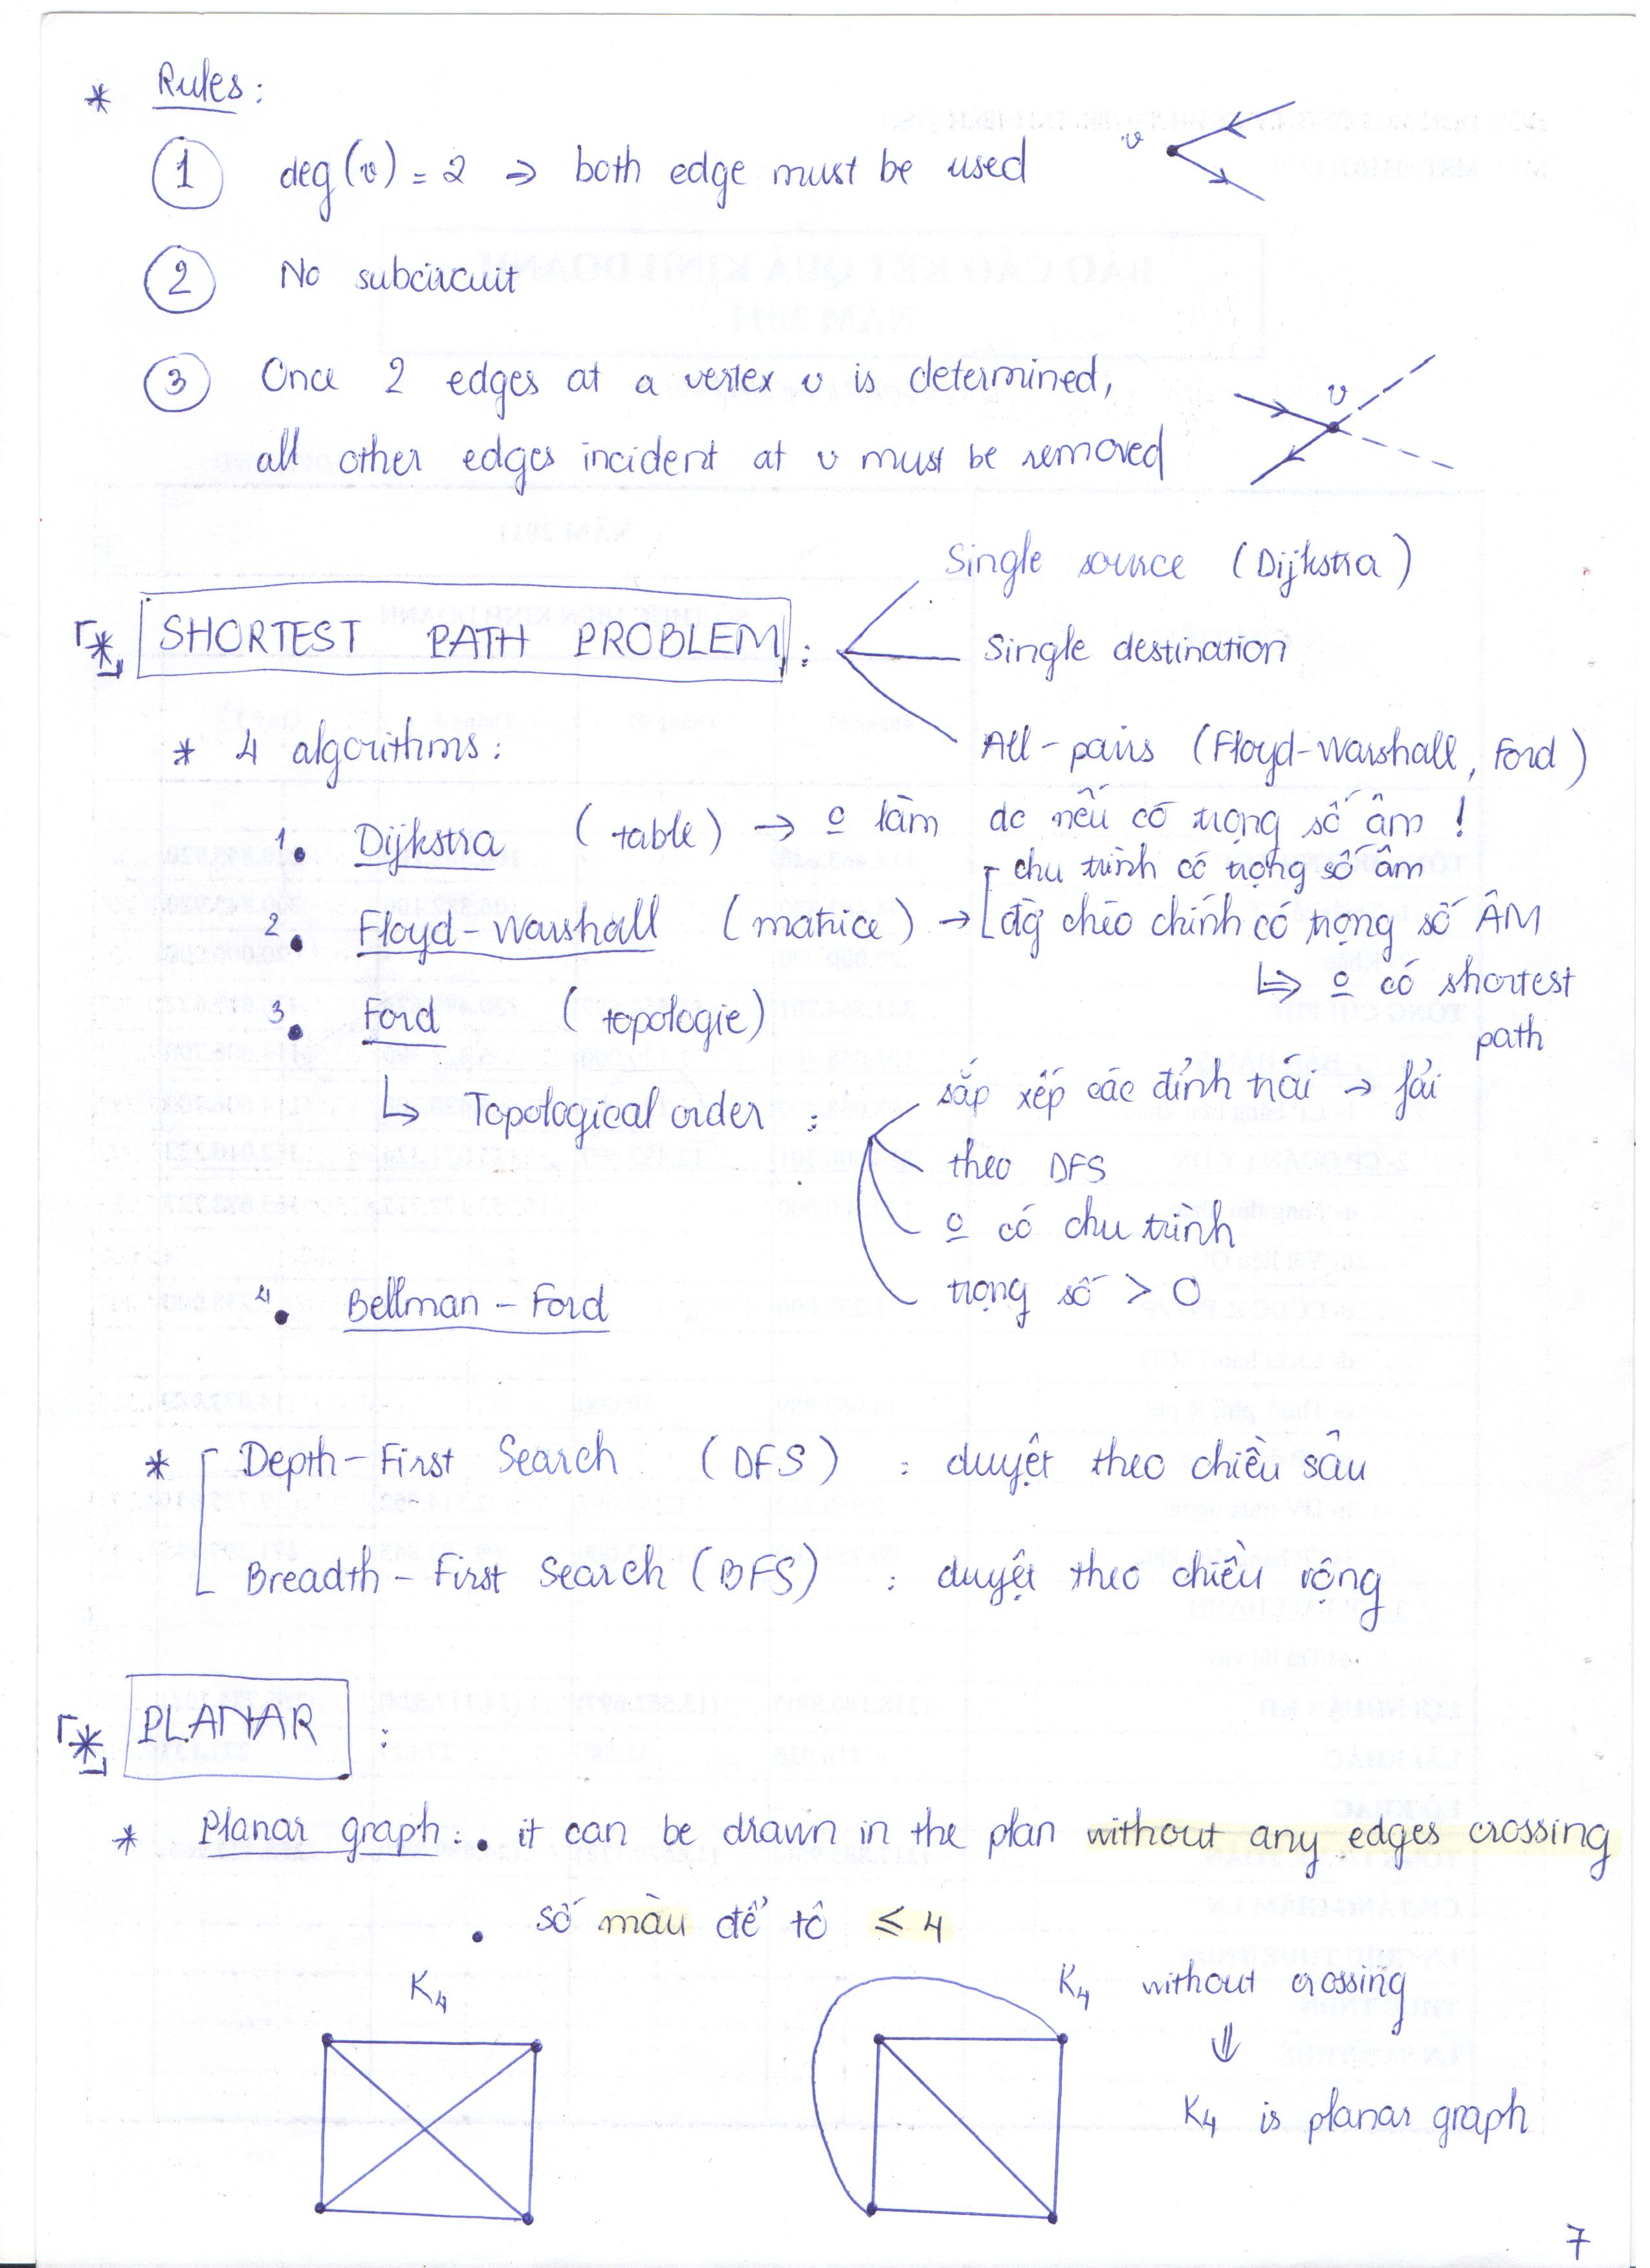 * Rules:
① deg(v) = 2 ⇒ both edge must be used
v
② No subcircuit
③ Once 2 edges at a vertex v is determined,
all other edges incident at v must be removed
v
* SHORTEST PATH PROBLEM :
Single source (Dijkstra)
Single destination
All-pairs (Floyd-Warshall, Ford)
* 4 algorithms:
1. Dijkstra (table) → o làm dc nếu có trọng số âm !
2. Floyd-Warshall (matrice) → [ chu trình có trọng số âm
đg chéo chính có trọng số ÂM
↳ o có shortest
path
3. Ford (topologie)
↳ Topological order :
sắp xếp các đỉnh trái → fải
theo DFS
o có chu trình
trọng số > 0
4. Bellman-Ford
* Depth-First Search (DFS) : duyệt theo chiều sâu
Breadth-First Search (BFS) : duyệt theo chiều rộng
* PLANAR :
* Planar graph: • it can be drawn in the plan without any edges crossing
• số màu để tô ≤ 4
K4
K4 without crossing
⇓
K4 is planar graph
7